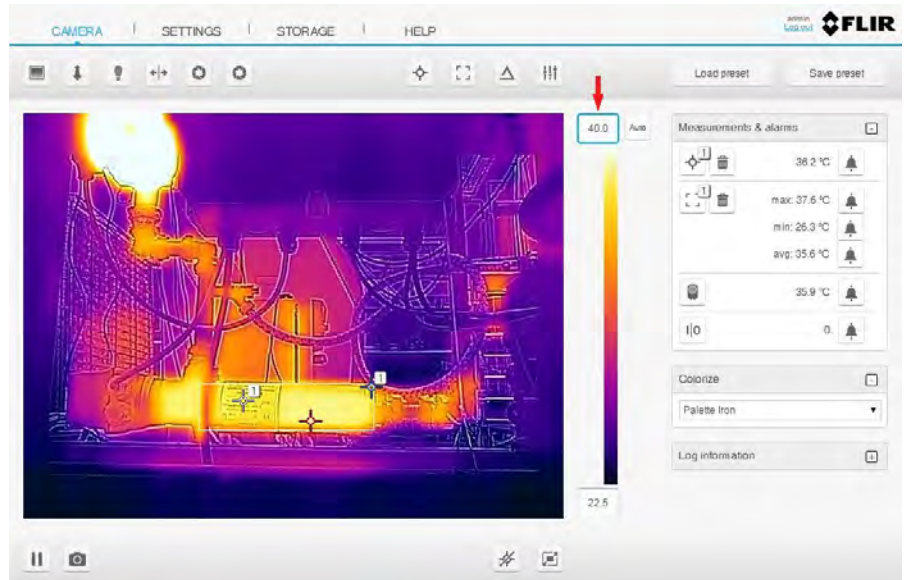 CAMERA
SETTINGS
STORAGE
HELP
admin
Log out
FLIR
Load preset
Save preset
40.0
Auto
Measurements & alarms
1
36.2 °C
1
max: 37.6 °C
min: 26.3 °C
avg: 35.6 °C
35.9 °C
I|O
0.
1
1
Colorize
Palette Iron
Log information
22.5